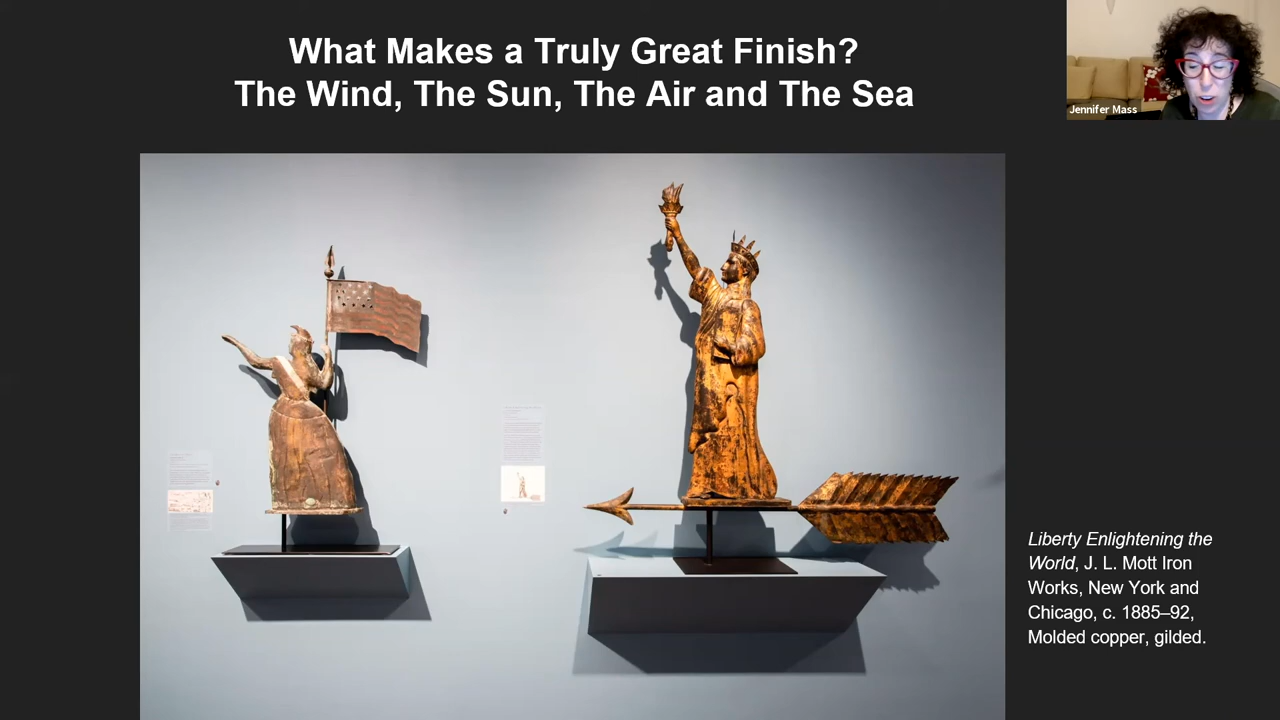 What Makes a Truly Great Finish?
The Wind, The Sun, The Air and The Sea
Jennifer Mass
Liberty Enlightening the
World, J. L. Mott Iron
Works, New York and
Chicago, c. 1885–92,
Molded copper, gilded.